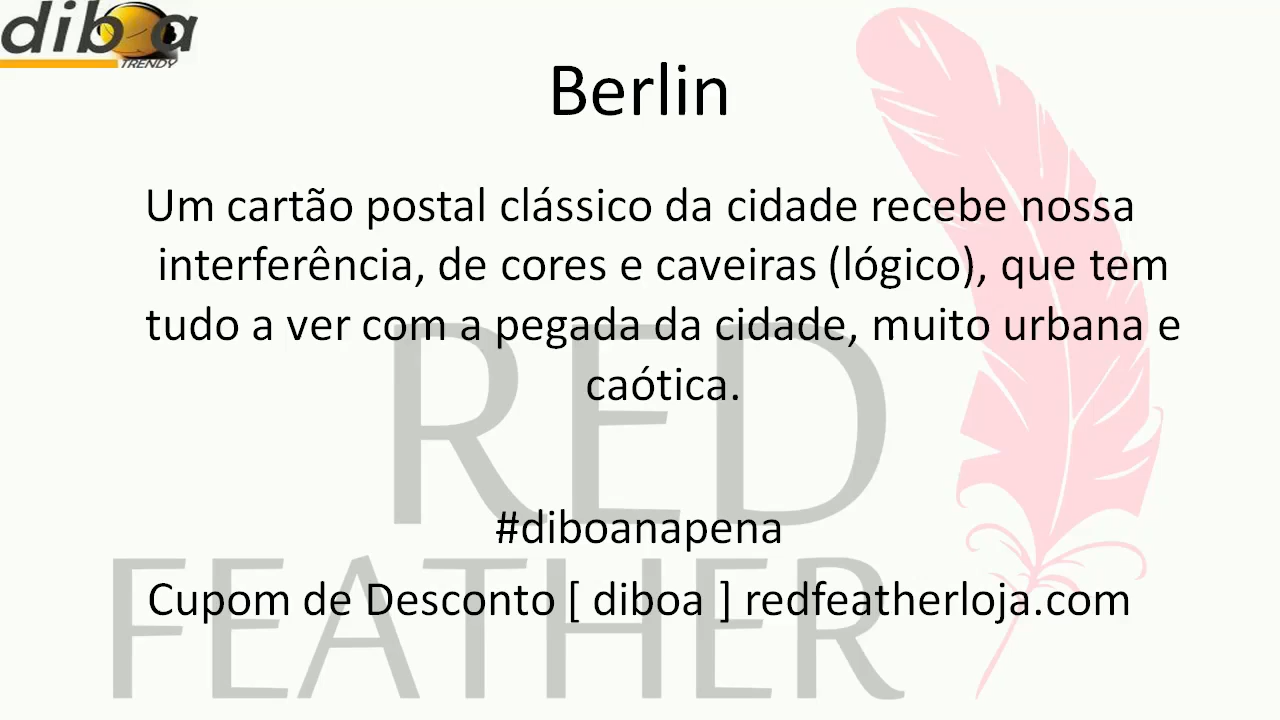 diboa
TRENDY
Berlin
Um cartão postal clássico da cidade recebe nossa
interferência, de cores e caveiras (lógico), que tem
tudo a ver com a pegada da cidade, muito urbana e
caótica.
RED
#diboanapena
FEATHER
Cupom de Desconto [ diboa ] redfeatherloja.com